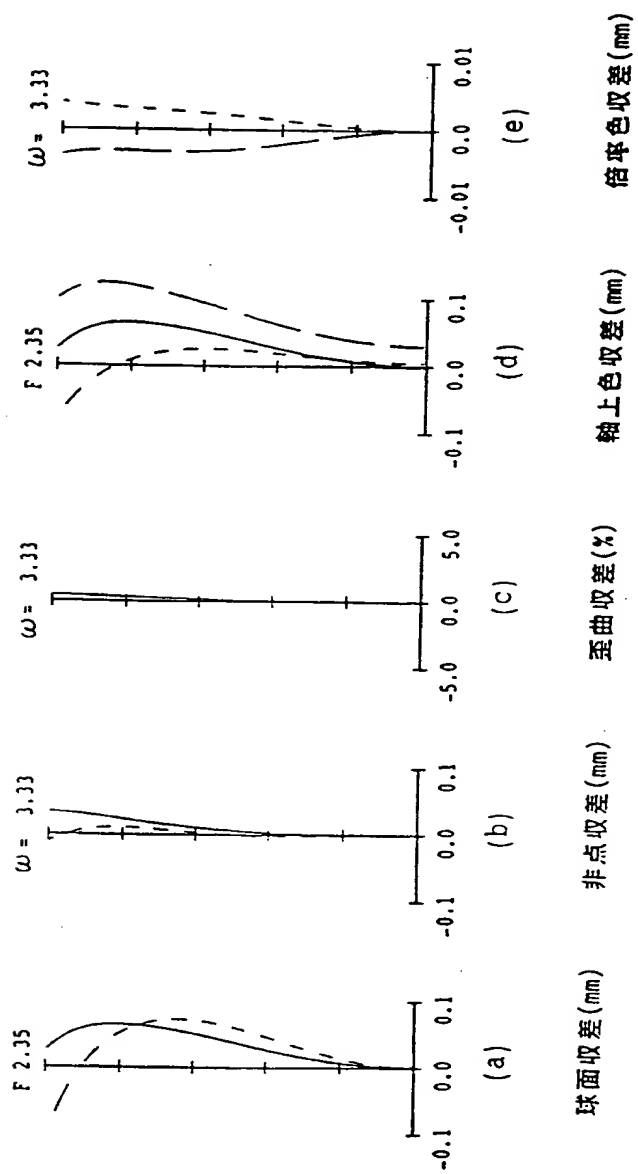 F 2.35
-0.1 0.0 0.1
(a)
球面収差(mm)
ω= 3.33
-0.1 0.0 0.1
(b)
非点収差(mm)
ω= 3.33
-5.0 0.0 5.0
(c)
歪曲収差(%)
F 2.35
-0.1 0.0 0.1
(d)
軸上色収差(mm)
ω= 3.33
-0.01 0.0 0.01
(e)
倍率色収差(mm)